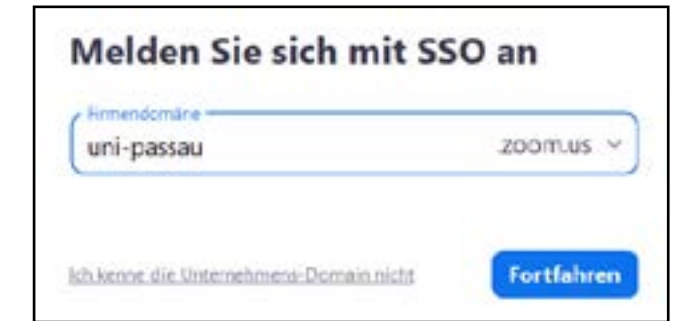 Melden Sie sich mit SSO an
Firmendomäne
uni-passau .zoom.us
Ich kenne die Unternehmens-Domain nicht
Fortfahren